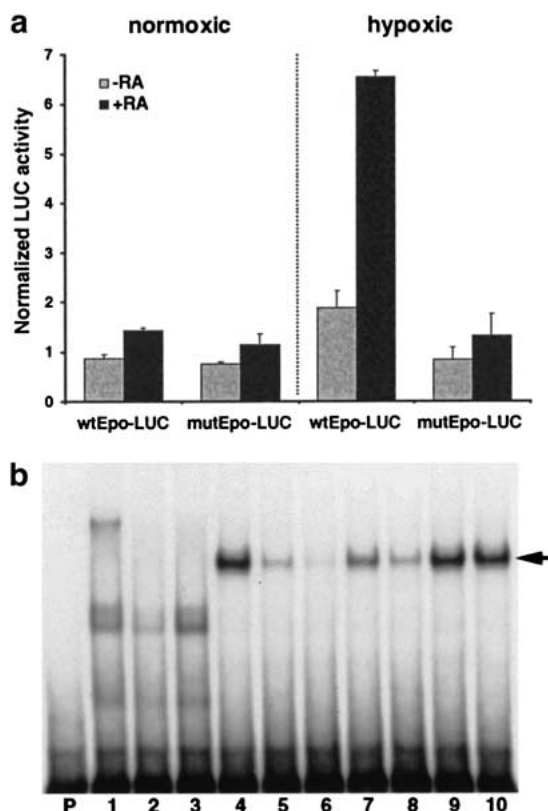 a
normoxic hypoxic
Normalized LUC activity
7
6
5
4
3
2
1
0
-RA
+RA
wtEpo-LUC mutEpo-LUC wtEpo-LUC mutEpo-LUC
b
P 1 2 3 4 5 6 7 8 9 10